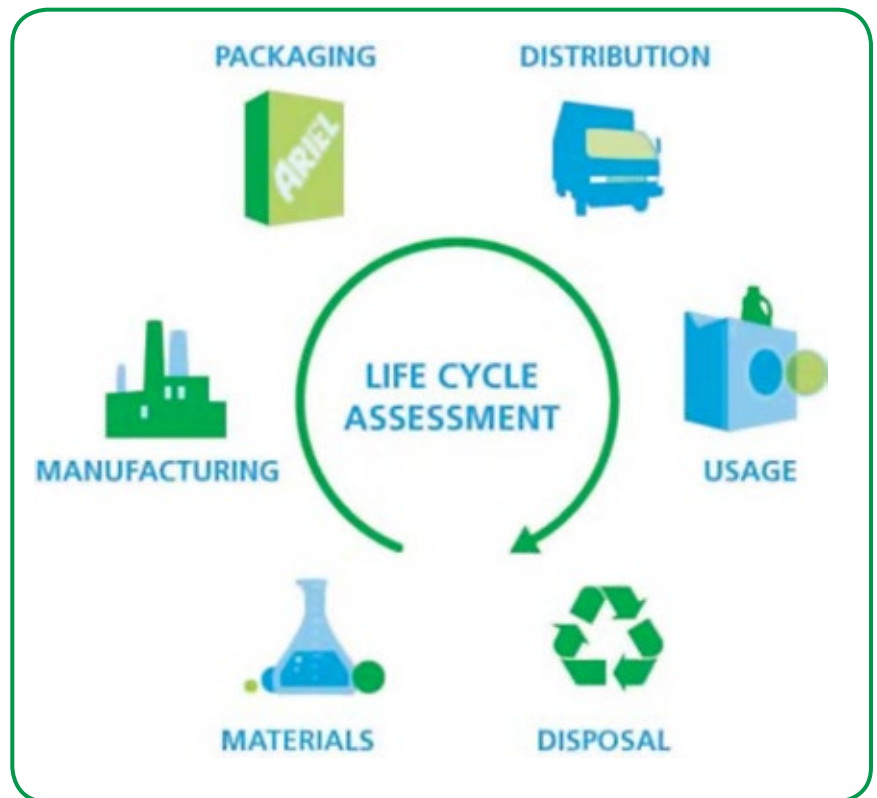 PACKAGING
DISTRIBUTION
ARIEL
LIFE CYCLE
ASSESSMENT
MANUFACTURING
USAGE
MATERIALS
DISPOSAL